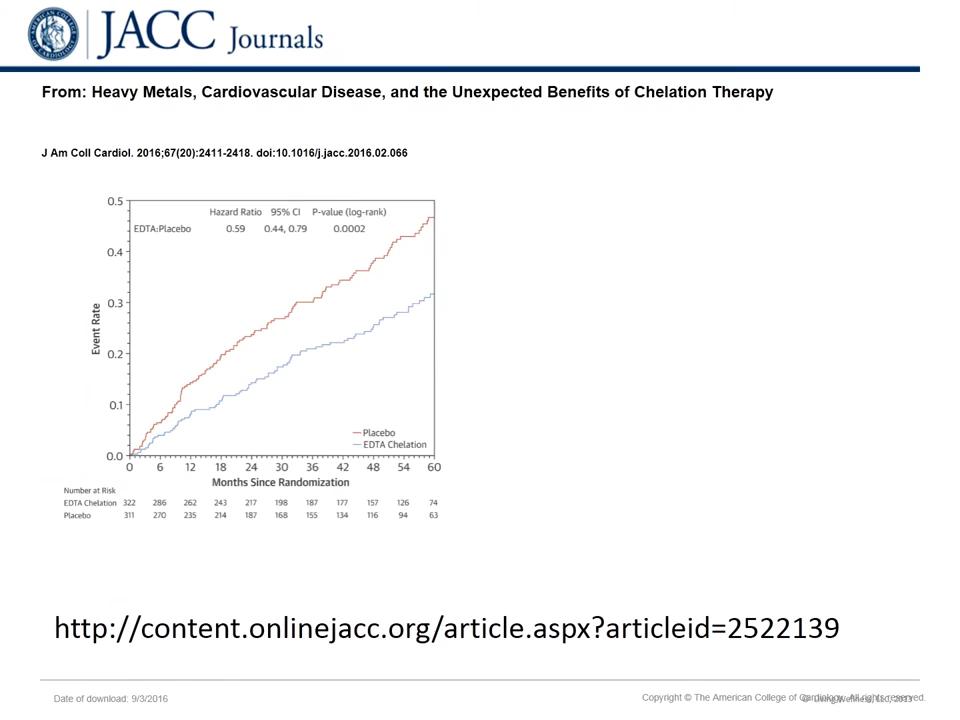 JACC Journals
From: Heavy Metals, Cardiovascular Disease, and the Unexpected Benefits of Chelation Therapy
J Am Coll Cardiol. 2016;67(20):2411-2418. doi:10.1016/j.jacc.2016.02.066
Hazard Ratio 95% CI P-value (log-rank)
EDTA:Placebo 0.59 0.44, 0.79 0.0002
Event Rate
0.5
0.4
0.3
0.2
0.1
0.0
Placebo
EDTA Chelation
0 6 12 18 24 30 36 42 48 54 60
Months Since Randomization
Number at Risk
EDTA Chelation 322 286 262 243 217 198 187 177 157 126 74
Placebo 311 270 235 214 187 168 155 134 116 94 63
http://content.onlinejacc.org/article.aspx?articleid=2522139
Date of download: 9/3/2016
Copyright © The American College of Cardiology. All rights reserved.